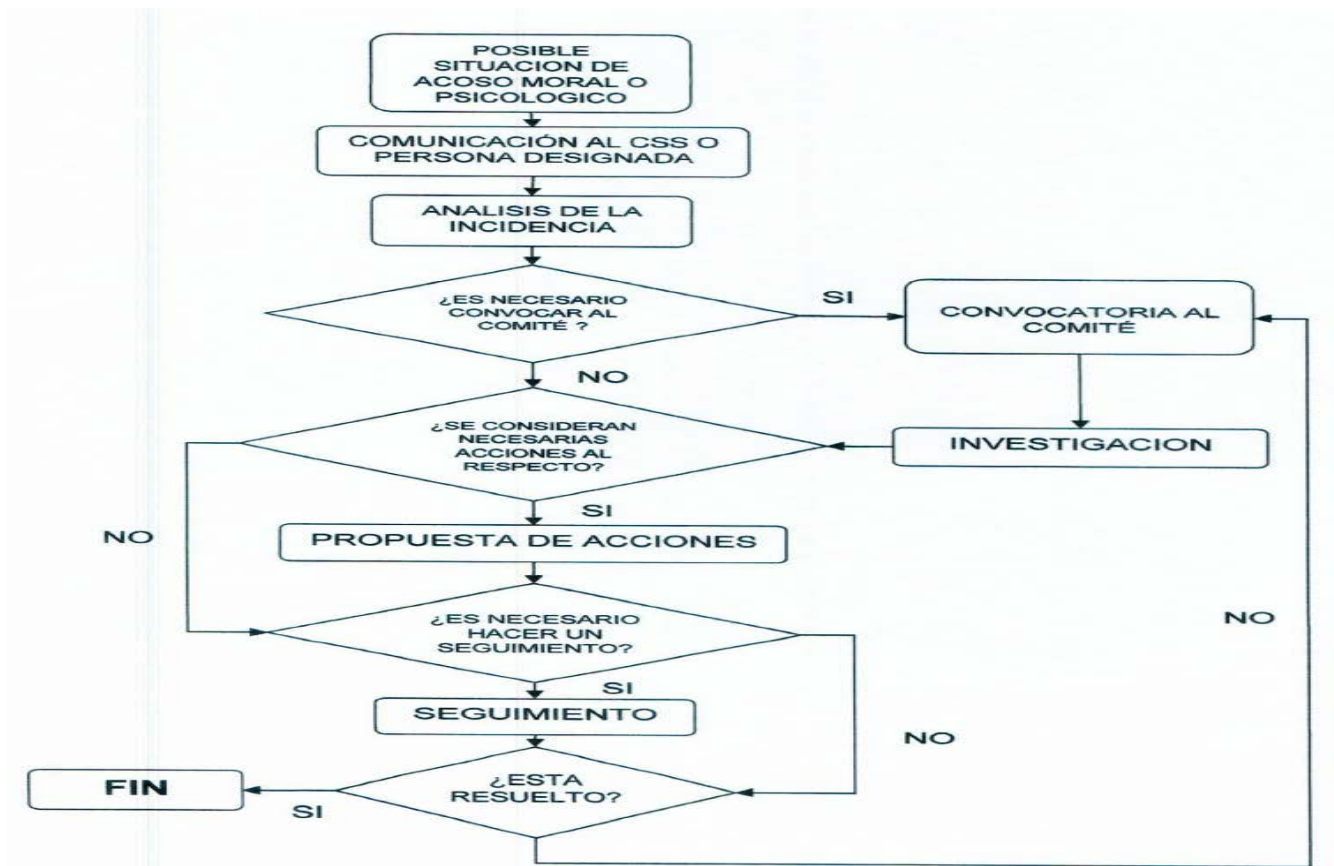 POSIBLE
SITUACION DE
ACOSO MORAL O
PSICOLOGICO
COMUNICACIÓN AL CSS O
PERSONA DESIGNADA
ANALISIS DE LA
INCIDENCIA
¿ES NECESARIO
CONVOCAR AL
COMITÉ ?
SI
CONVOCATORIA AL
COMITÉ
NO
¿SE CONSIDERAN
NECESARIAS
ACCIONES AL
RESPECTO?
INVESTIGACION
NO
SI
PROPUESTA DE ACCIONES
¿ES NECESARIO
HACER UN
SEGUIMIENTO?
NO
SI
SEGUIMIENTO
NO
¿ESTA
RESUELTO?
SI
FIN